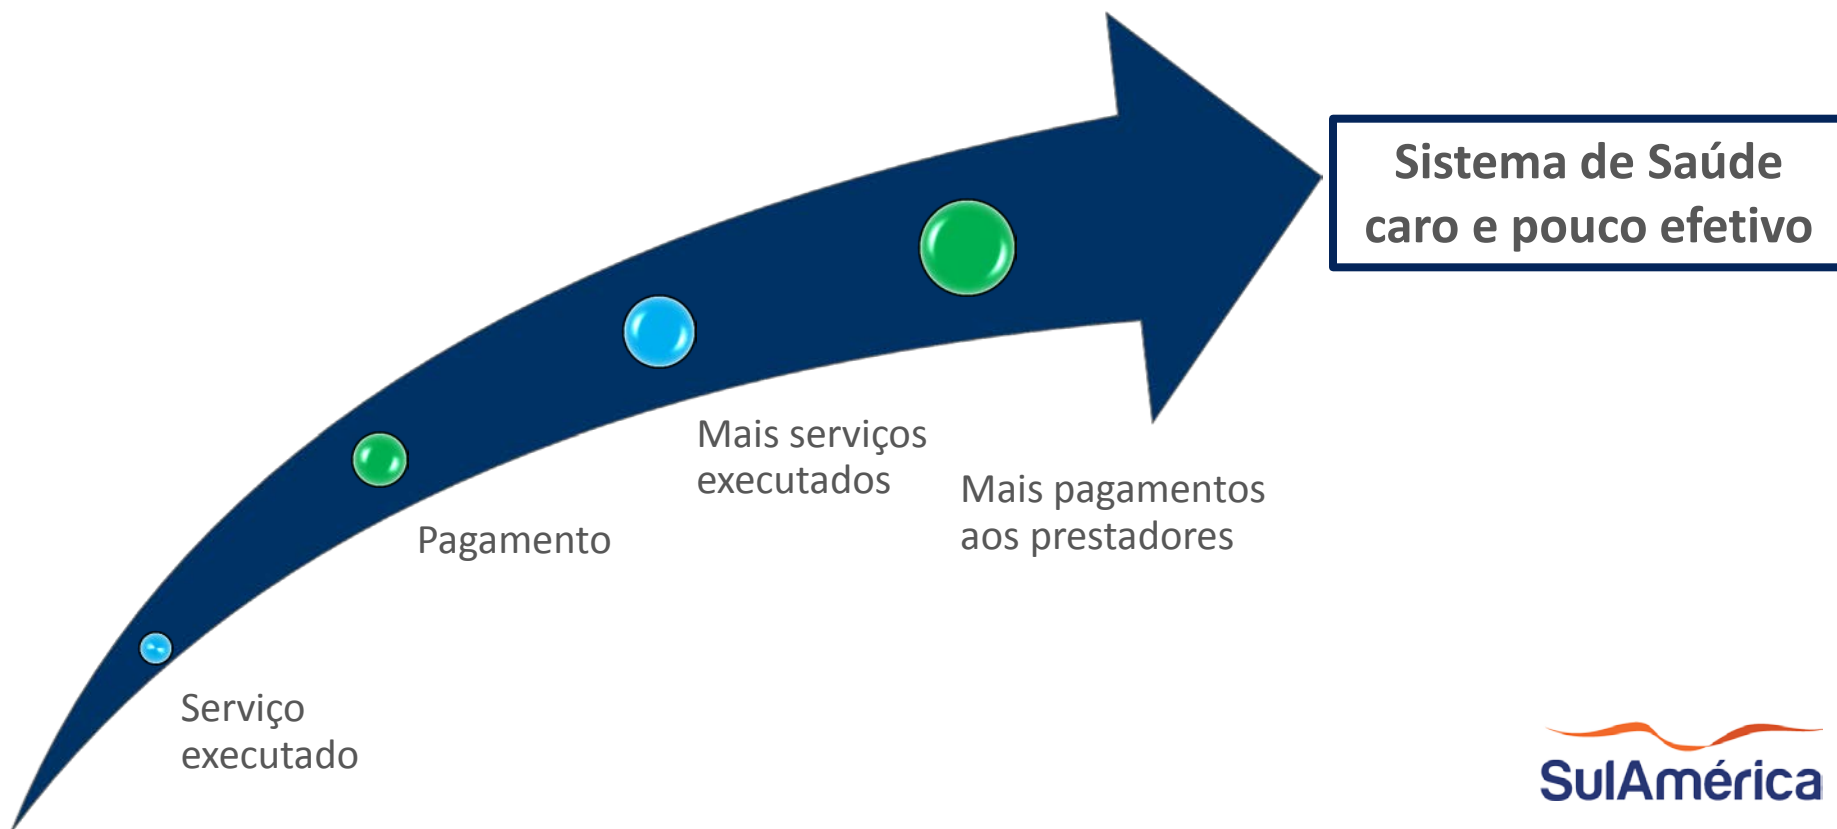 Sistema de Saúde
caro e pouco efetivo
Mais serviços
executados
Mais pagamentos
aos prestadores
Pagamento
Serviço
executado
SulAmérica